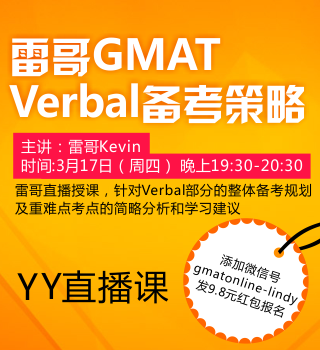 雷哥GMAT
Verbal备考策略
主讲：雷哥Kevin
时间:3月17日（周四） 晚上19:30-20:30
雷哥直播授课，针对Verbal部分的整体备考规划
及重难点考点的简略分析和学习建议
YY直播课
添加微信号
gmatonline-lindy
发9.8元红包报名